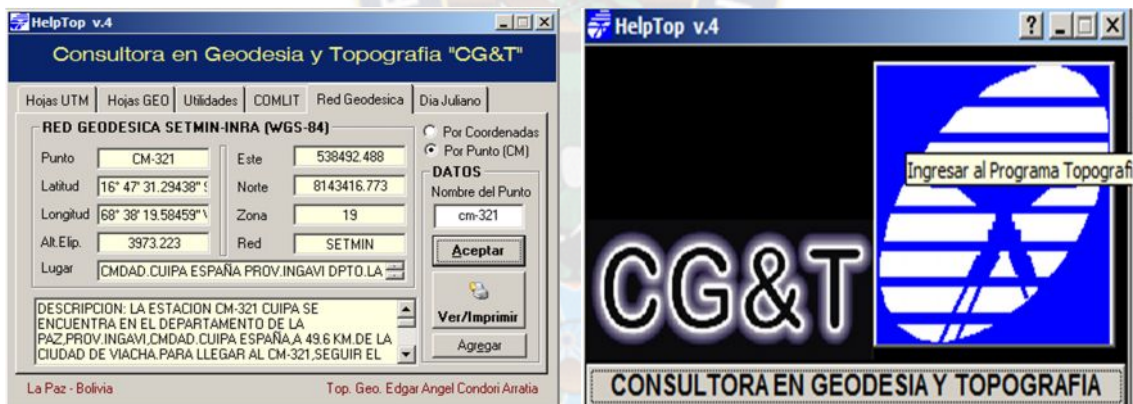 HelpTop v.4
Consultora en Geodesia y Topografia "CG&T"
Hojas UTM Hojas GEO Utilidades COMLIT Red Geodesica Dia Juliano
RED GEODESICA SETMIN-INRA (WGS-84)
Punto CM-321 Este 538492.488
Latitud 16° 47' 31.29438" Norte 8143416.773
Longitud 68° 38' 19.58459" Zona 19
Alt.Elip. 3973.223 Red SETMIN
Lugar CMDAD.CUIPA ESPAÑA PROV.INGAVI DPTO.LA
Por Coordenadas
Por Punto (CM)
DATOS
Nombre del Punto
cm-321
Aceptar
Ver/Imprimir
Agregar
DESCRIPCION: LA ESTACION CM-321 CUIPA SE
ENCUENTRA EN EL DEPARTAMENTO DE LA
PAZ,PROV.INGAVI,CMDAD.CUIPA ESPAÑA,A 49.6 KM.DE LA
CIUDAD DE VIACHA.PARA LLEGAR AL CM-321,SEGUIR EL
La Paz - Bolivia Top. Geo. Edgar Angel Condori Arratia
HelpTop v.4
Ingresar al Programa Topografi
CG&T
CONSULTORA EN GEODESIA Y TOPOGRAFIA